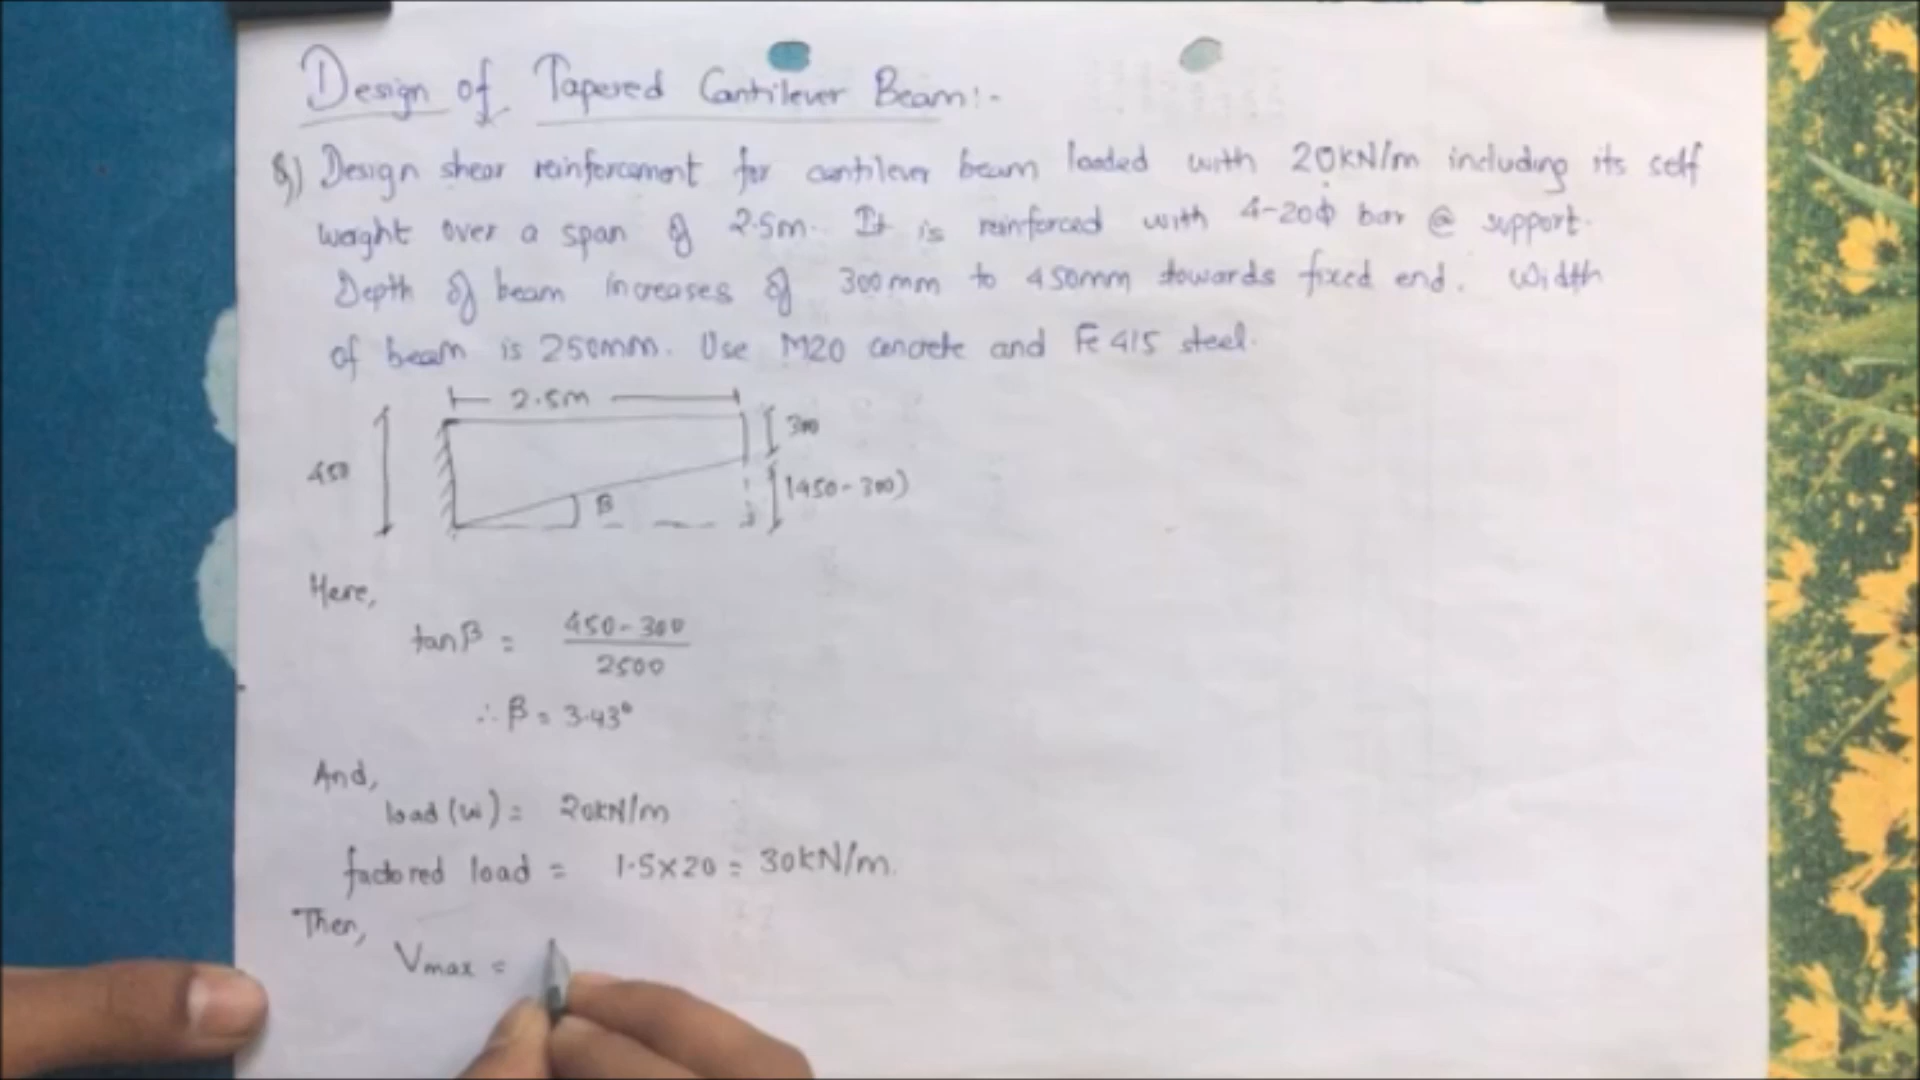 Design of Tapered Cantilever Beam:-
Q) Design shear reinforcement for cantilever beam loaded with 20kN/m including its self
weight over a span of 2.5m. It is reinforced with 4-20ϕ bar @ support.
Depth of beam increases of 300mm to 450mm towards fixed end. Width
of beam is 250mm. Use M20 concrete and Fe 415 steel.
2.5m
300
450
β
(450-300)
Here,
tanβ = 450-300
2500
∴ β = 3.43°
And,
load (w) = 20kN/m
factored load = 1.5×20 = 30kN/m.
Then,
Vmax =